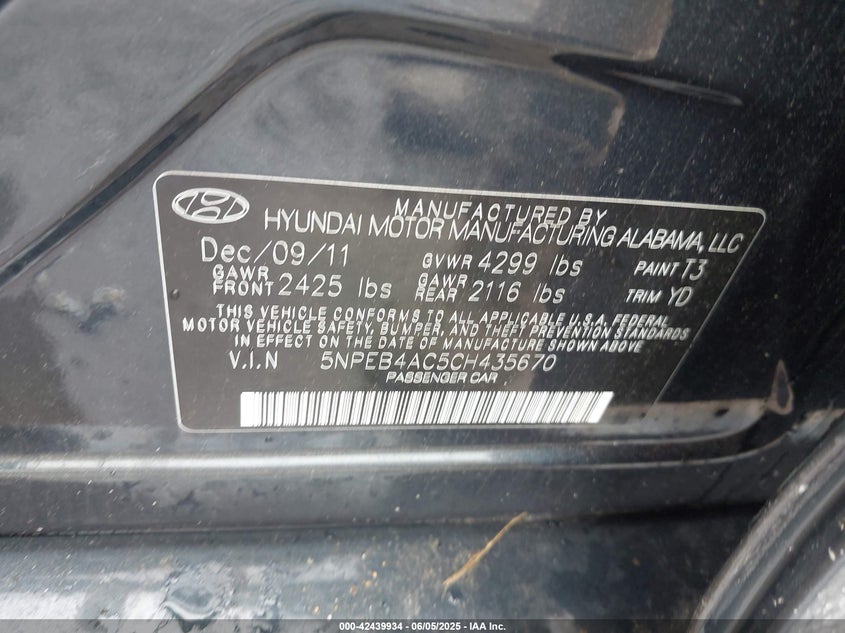 MANUFACTURED BY
HYUNDAI MOTOR MANUFACTURING ALABAMA, LLC
Dec/09/11 GVWR 4299 lbs PAINT T3
GAWR FRONT 2425 lbs GAWR REAR 2116 lbs TRIM YD
THIS VEHICLE CONFORMS TO ALL APPLICABLE U.S.A. FEDERAL
MOTOR VEHICLE SAFETY, BUMPER, AND THEFT PREVENTION STANDARDS
IN EFFECT ON THE DATE OF MANUFACTURE SHOWN ABOVE
V.I.N 5NPEB4AC5CH435670
PASSENGER CAR
000-42439934 - 06/05/2025 - IAA Inc.